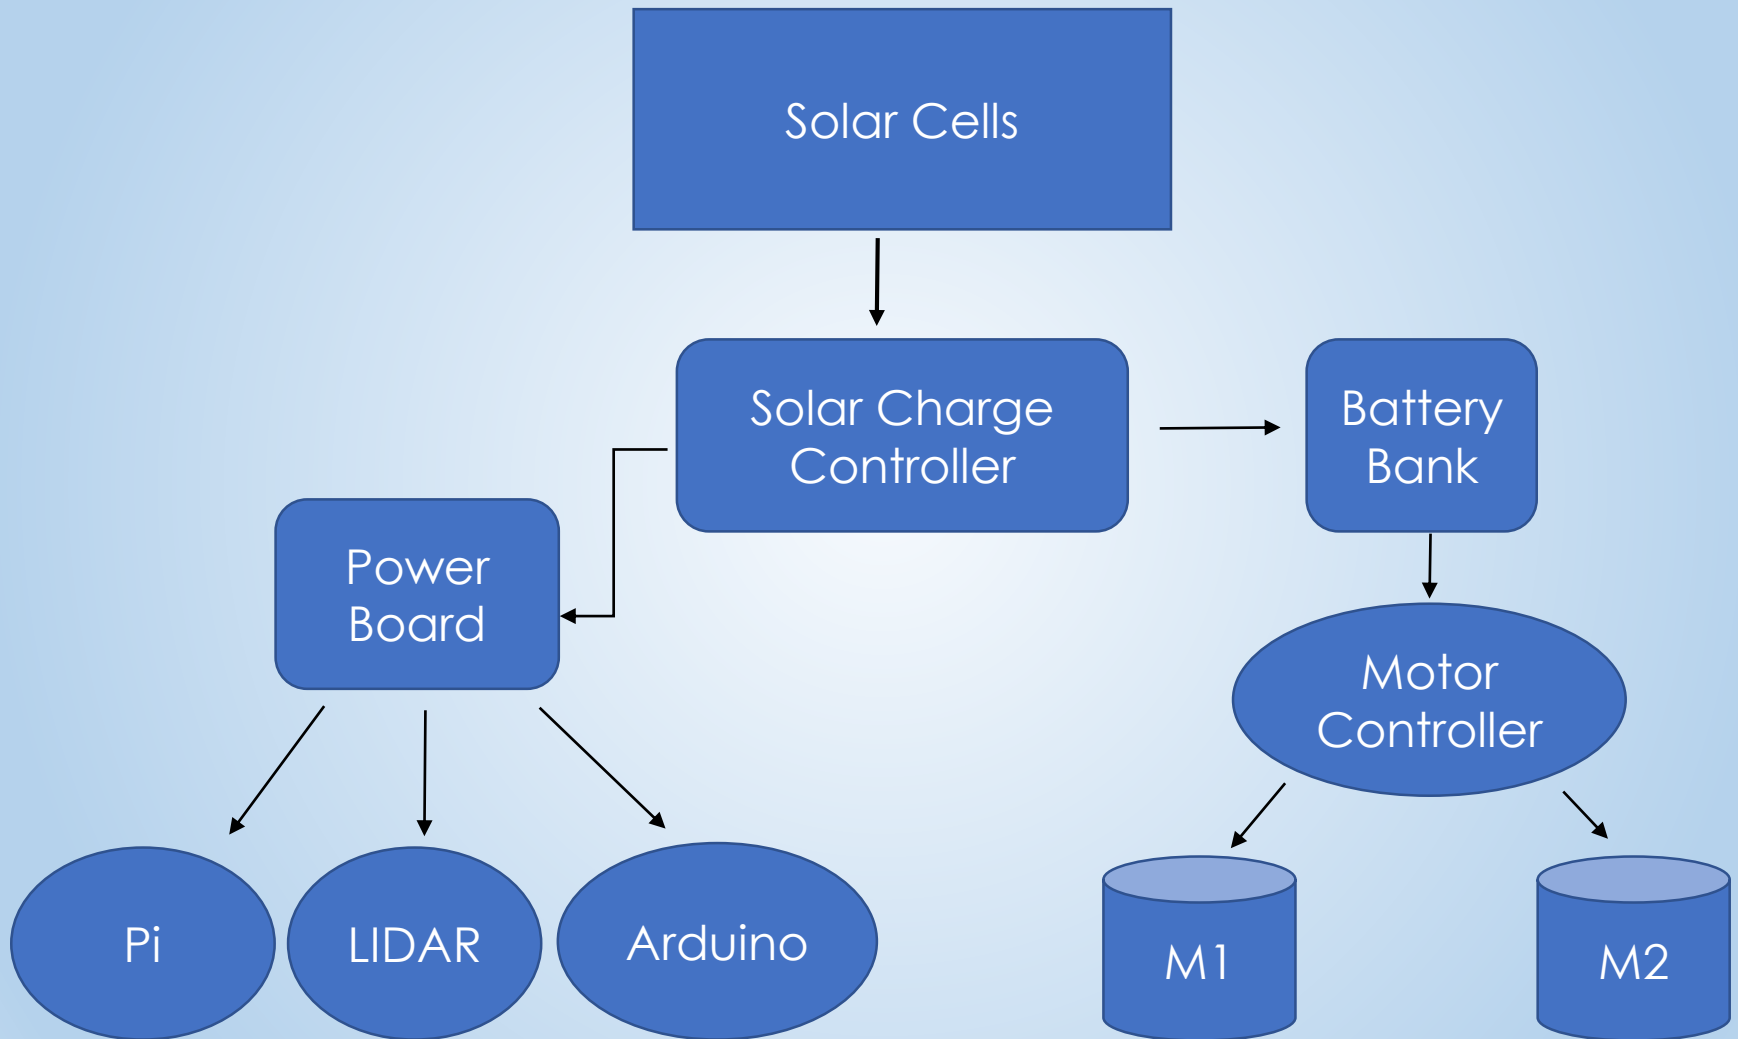 Solar Cells
Solar Charge
Controller
Battery
Bank
Power
Board
Motor
Controller
Pi
LIDAR
Arduino
M1
M2